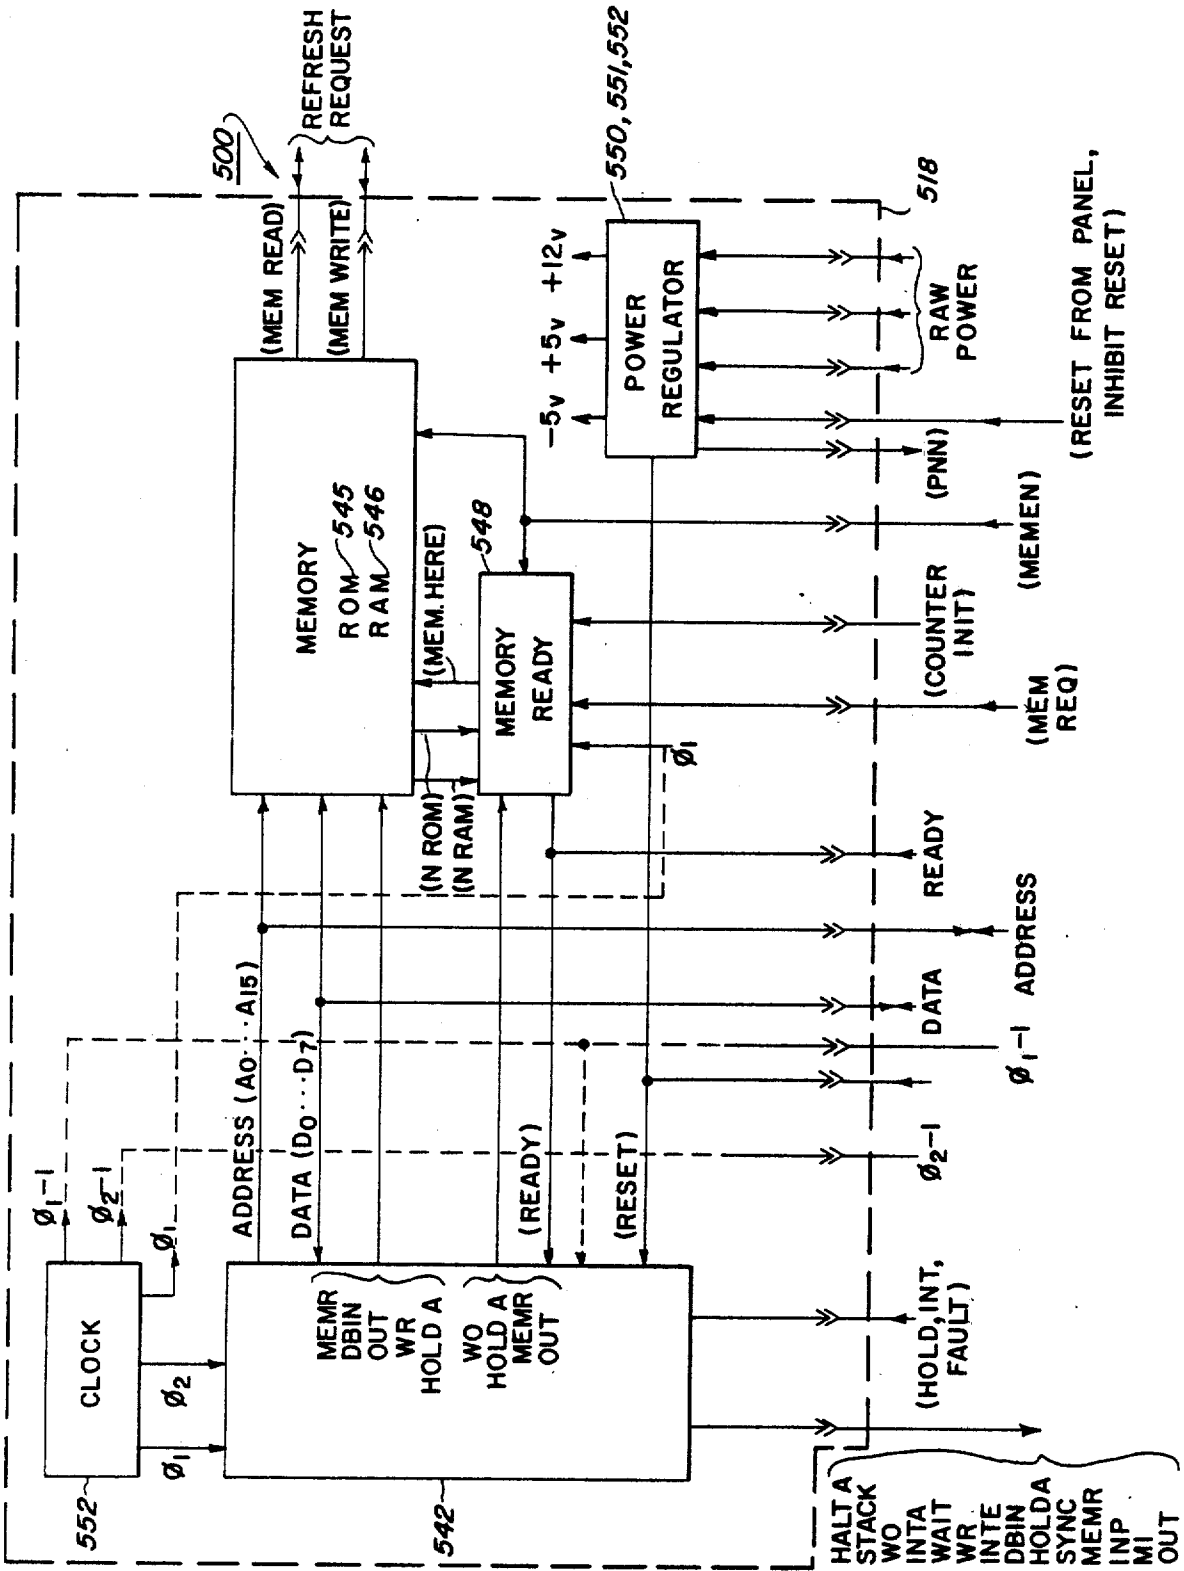 500
REFRESH
REQUEST
(MEM READ)
(MEM WRITE)
550, 551, 552
518
-5v +5v +12v
POWER
REGULATOR
RAW
POWER
(RESET FROM PANEL,
INHIBIT RESET)
(PNN)
(MEMEN)
MEMORY
ROM 545
RAM 546
548
(MEM. HERE)
MEMORY
READY
(N ROM)
(N RAM)
Ø1
(COUNTER
INIT)
(MEM
REQ)
READY
ADDRESS
DATA
Ø1-1
Ø2-1
ADDRESS (A0···A15)
DATA (D0···D7)
(READY)
(RESET)
Ø1-1
Ø2-1
Ø1
CLOCK
Ø1
Ø2
552
542
MEMR
DBIN
OUT
WR
HOLD A
WO
HOLD A
MEMR
OUT
(HOLD, INT,
FAULT)
HALT A
STACK
WO
INTA
WAIT
WR
INTE
DBIN
HOLDA
SYNC
MEMR
INP
MI
OUT